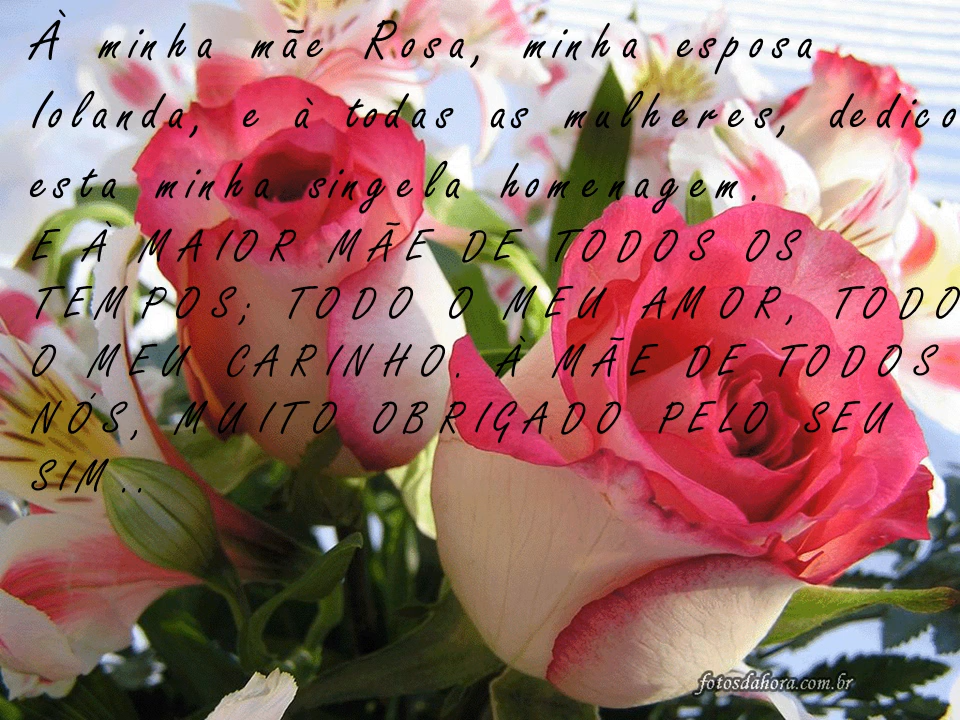 À minha mãe Rosa, minha esposa
Iolanda, e à todas as mulheres, dedico
esta minha singela homenagem.
E À MAIOR MÃE DE TODOS OS
TEMPOS; TODO O MEU AMOR, TODO
O MEU CARINHO. À MÃE DE TODOS
NÓS, MUITO OBRIGADO PELO SEU
SIM..
fotosdahora.com.br